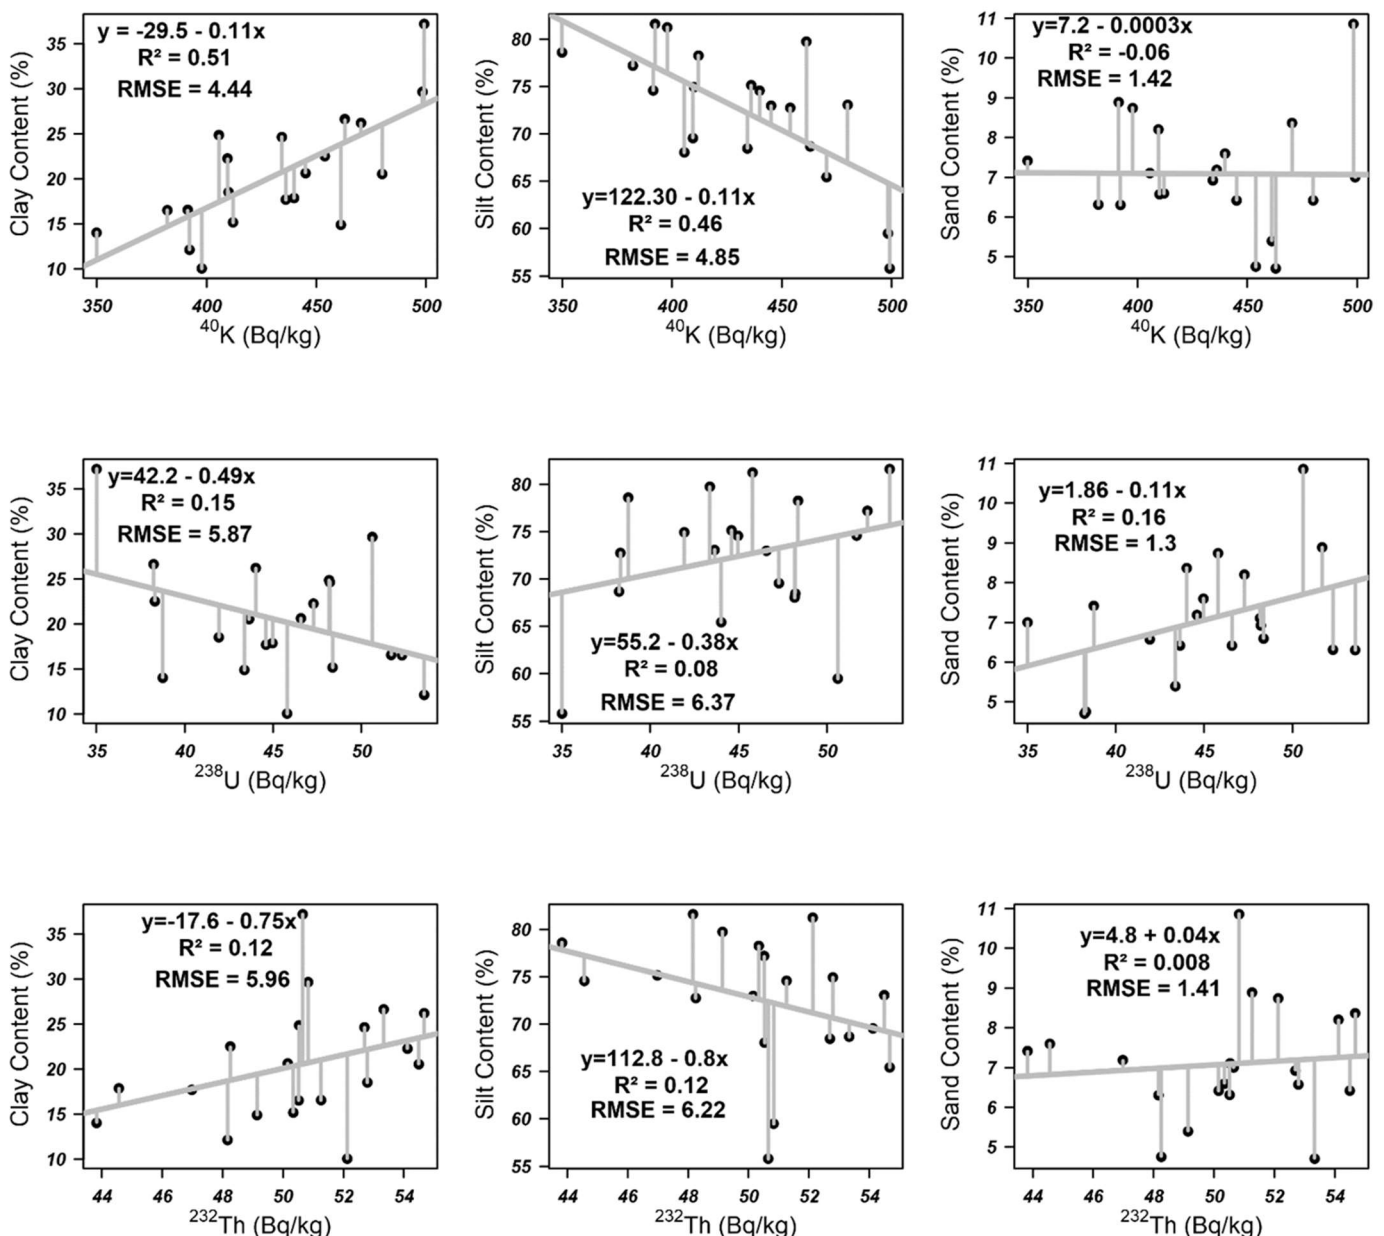 y = -29.5 - 0.11x
R² = 0.51
RMSE = 4.44
Clay Content (%)
35
30
25
20
15
10
350
400
450
500
⁴⁰K (Bq/kg)
y=122.30 - 0.11x
R² = 0.46
RMSE = 4.85
Silt Content (%)
80
75
70
65
60
55
350
400
450
500
⁴⁰K (Bq/kg)
y=7.2 - 0.0003x
R² = -0.06
RMSE = 1.42
Sand Content (%)
11
10
9
8
7
6
5
350
400
450
500
⁴⁰K (Bq/kg)
y=42.2 - 0.49x
R² = 0.15
RMSE = 5.87
Clay Content (%)
35
30
25
20
15
10
35
40
45
50
²³⁸U (Bq/kg)
y=55.2 - 0.38x
R² = 0.08
RMSE = 6.37
Silt Content (%)
80
75
70
65
60
55
35
40
45
50
²³⁸U (Bq/kg)
y=1.86 - 0.11x
R² = 0.16
RMSE = 1.3
Sand Content (%)
11
10
9
8
7
6
5
35
40
45
50
²³⁸U (Bq/kg)
y=-17.6 - 0.75x
R² = 0.12
RMSE = 5.96
Clay Content (%)
35
30
25
20
15
10
44
46
48
50
52
54
²³²Th (Bq/kg)
y=112.8 - 0.8x
R² = 0.12
RMSE = 6.22
Silt Content (%)
80
75
70
65
60
55
44
46
48
50
52
54
²³²Th (Bq/kg)
y=4.8 + 0.04x
R² = 0.008
RMSE = 1.41
Sand Content (%)
11
10
9
8
7
6
5
44
46
48
50
52
54
²³²Th (Bq/kg)